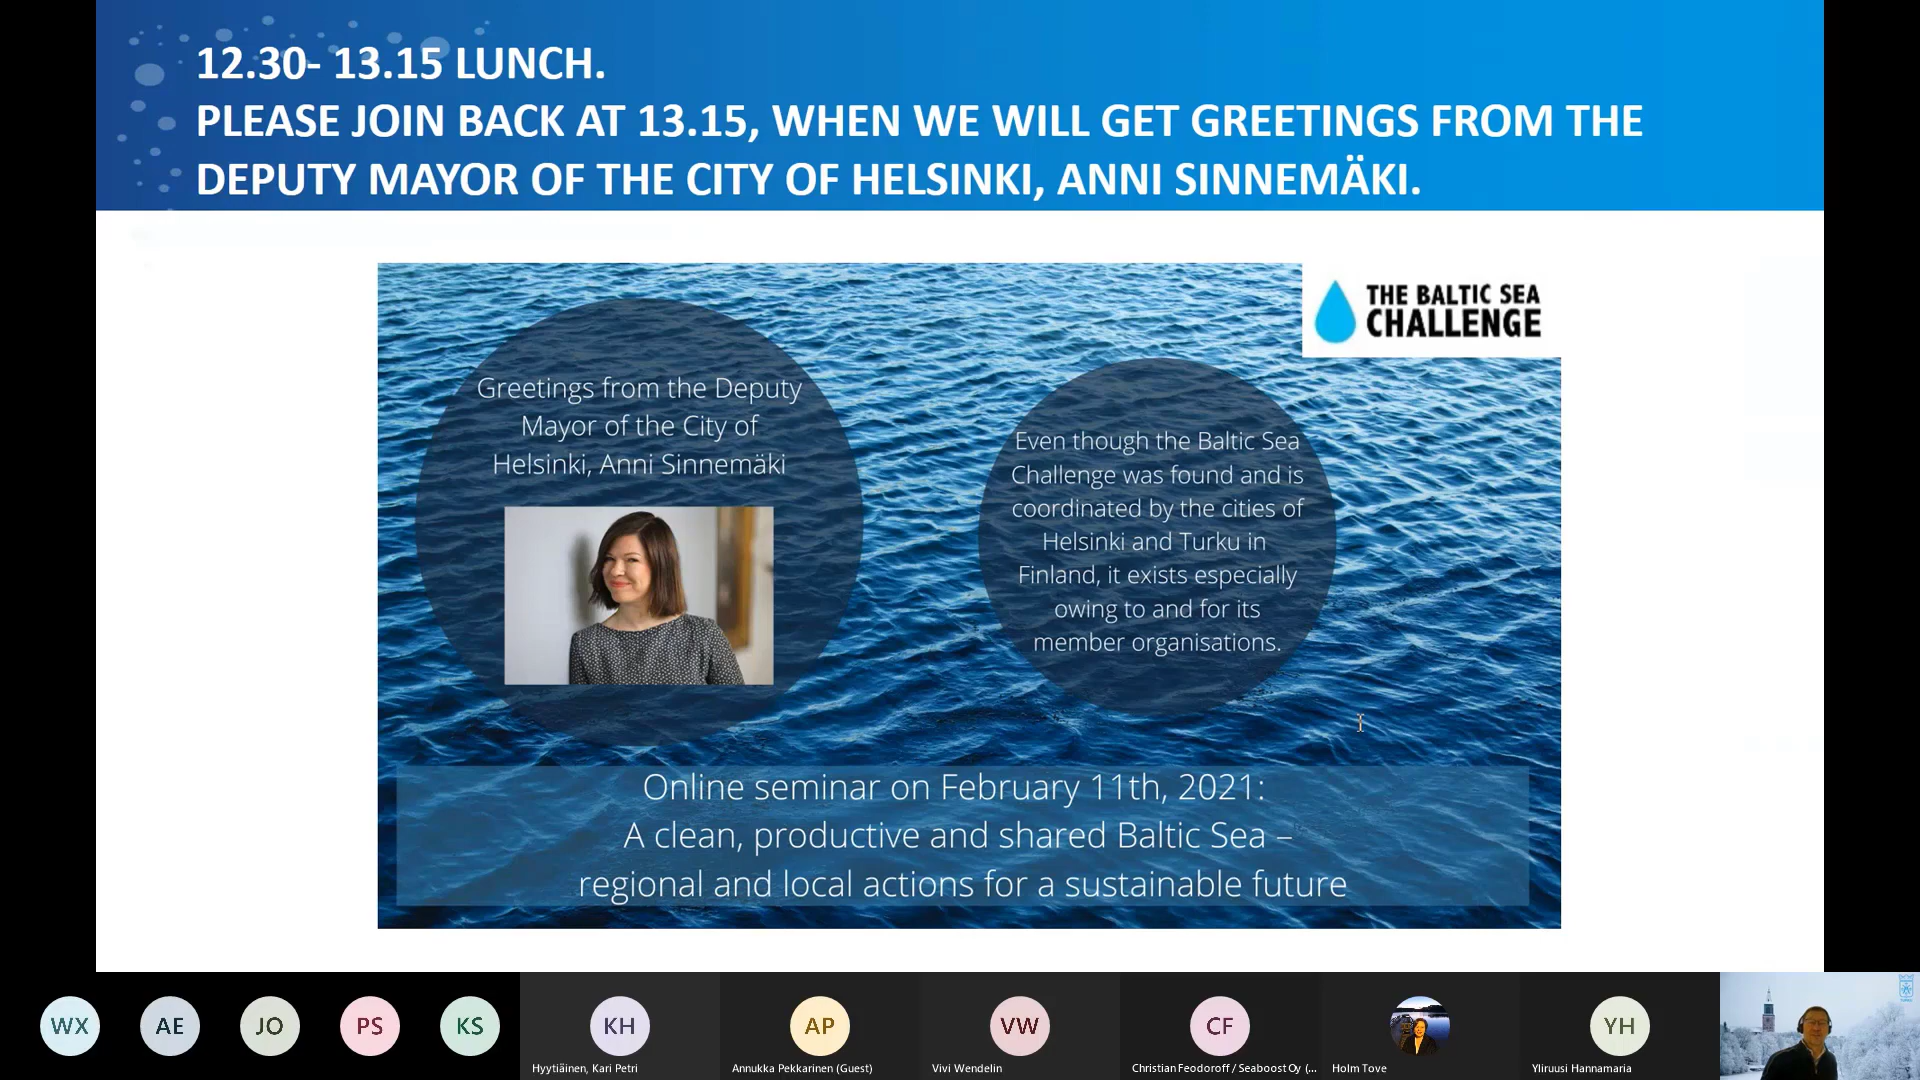 12.30- 13.15 LUNCH.
PLEASE JOIN BACK AT 13.15, WHEN WE WILL GET GREETINGS FROM THE
DEPUTY MAYOR OF THE CITY OF HELSINKI, ANNI SINNEMÄKI.
THE BALTIC SEA
CHALLENGE
Greetings from the Deputy
Mayor of the City of
Helsinki, Anni Sinnemäki
Even though the Baltic Sea
Challenge was found and is
coordinated by the cities of
Helsinki and Turku in
Finland, it exists especially
owing to and for its
member organisations.
Online seminar on February 11th, 2021:
A clean, productive and shared Baltic Sea –
regional and local actions for a sustainable future
WX
AE
JO
PS
KS
KH
AP
VW
CF
YH
Hyytiäinen, Kari Petri
Annukka Pekkarinen (Guest)
Vivi Wendelin
Christian Feodoroff / Seaboost Oy (...
Holm Tove
Yliruusi Hannamaria